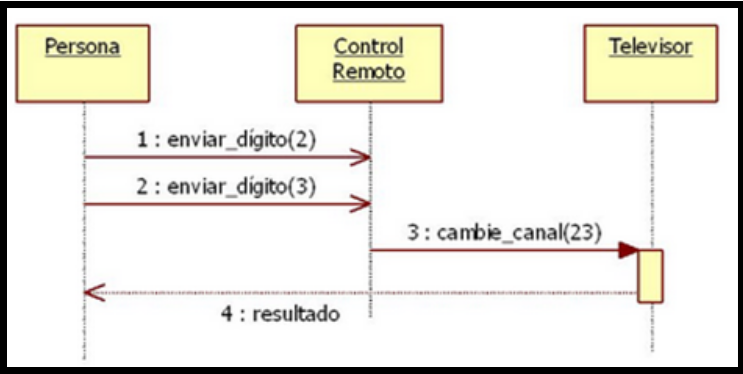 Persona
Control
Remoto
Televisor
1 : enviar_dígito(2)
2 : enviar_dígito(3)
3 : cambie_canal(23)
4 : resultado